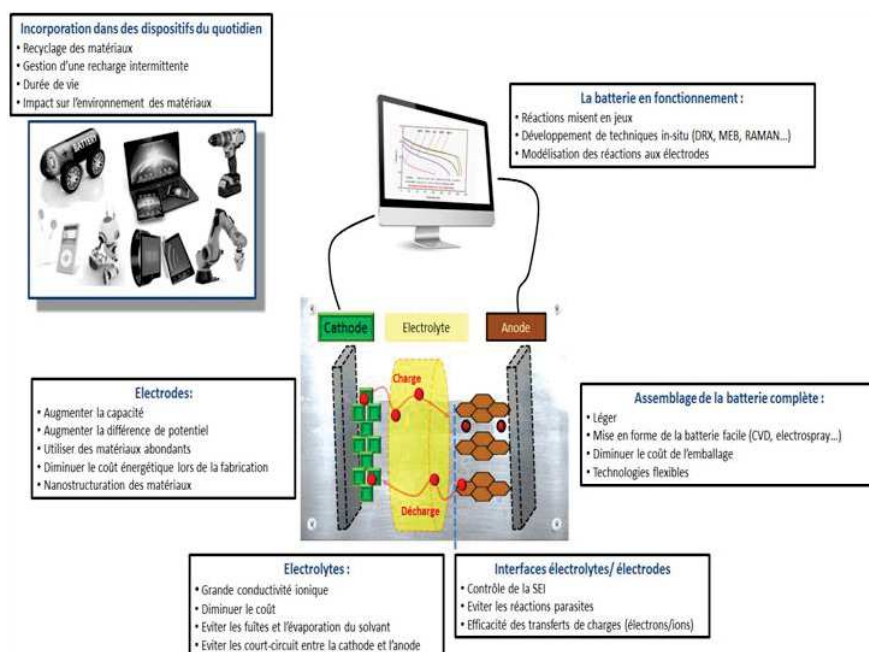 Incorporation dans des dispositifs du quotidien
• Recyclage des matériaux
• Gestion d'une recharge intermittente
• Durée de vie
• Impact sur l'environnement des matériaux
BATTERY
La batterie en fonctionnement :
• Réactions misent en jeux
• Développement de techniques in-situ (DRX, MEB, RAMAN...)
• Modélisation des réactions aux électrodes
Cathode
Electrolyte
Anode
Charge
Décharge
Electrodes:
• Augmenter la capacité
• Augmenter la différence de potentiel
• Utiliser des matériaux abondants
• Diminuer le coût énergétique lors de la fabrication
• Nanostructuration des matériaux
Assemblage de la batterie complète :
• Léger
• Mise en forme de la batterie facile (CVD, electrospray...)
• Diminuer le coût de l'emballage
• Technologies flexibles
Electrolytes :
• Grande conductivité ionique
• Diminuer le coût
• Eviter les fuîtes et l'évaporation du solvant
• Eviter les court-circuit entre la cathode et l'anode
Interfaces électrolytes/ électrodes
• Contrôle de la SEI
• Eviter les réactions parasites
• Efficacité des transferts de charges (électrons/ions)